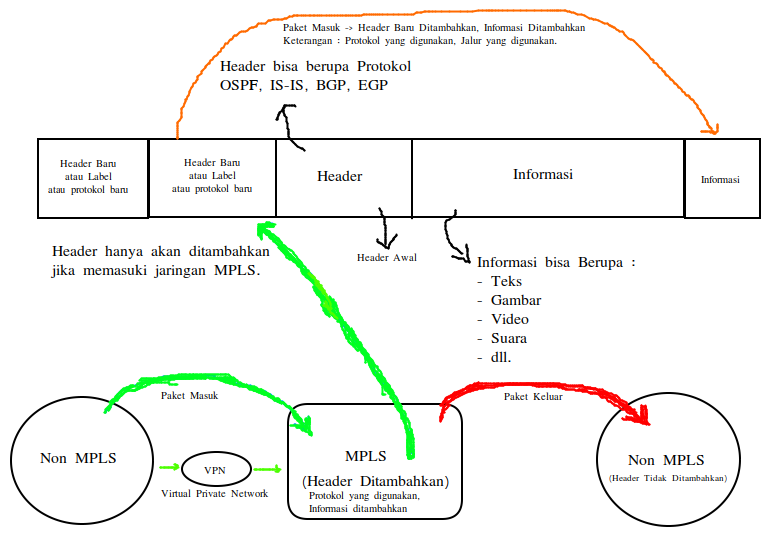 Paket Masuk -> Header Baru Ditambahkan, Informasi Ditambahkan
Keterangan : Protokol yang digunakan, Jalur yang digunakan.
Header bisa berupa Protokol
OSPF, IS-IS, BGP, EGP
Header Baru
atau Label
atau protokol baru
Header Baru
atau Label
atau protokol baru
Header
Informasi
Informasi
Header hanya akan ditambahkan
jika memasuki jaringan MPLS.
Header Awal
Informasi bisa Berupa :
- Teks
- Gambar
- Video
- Suara
- dll.
Paket Masuk
Paket Keluar
Non MPLS
VPN
Virtual Private Network
MPLS
(Header Ditambahkan)
Protokol yang digunakan,
Informasi ditambahkan
Non MPLS
(Header Tidak Ditambahkan)